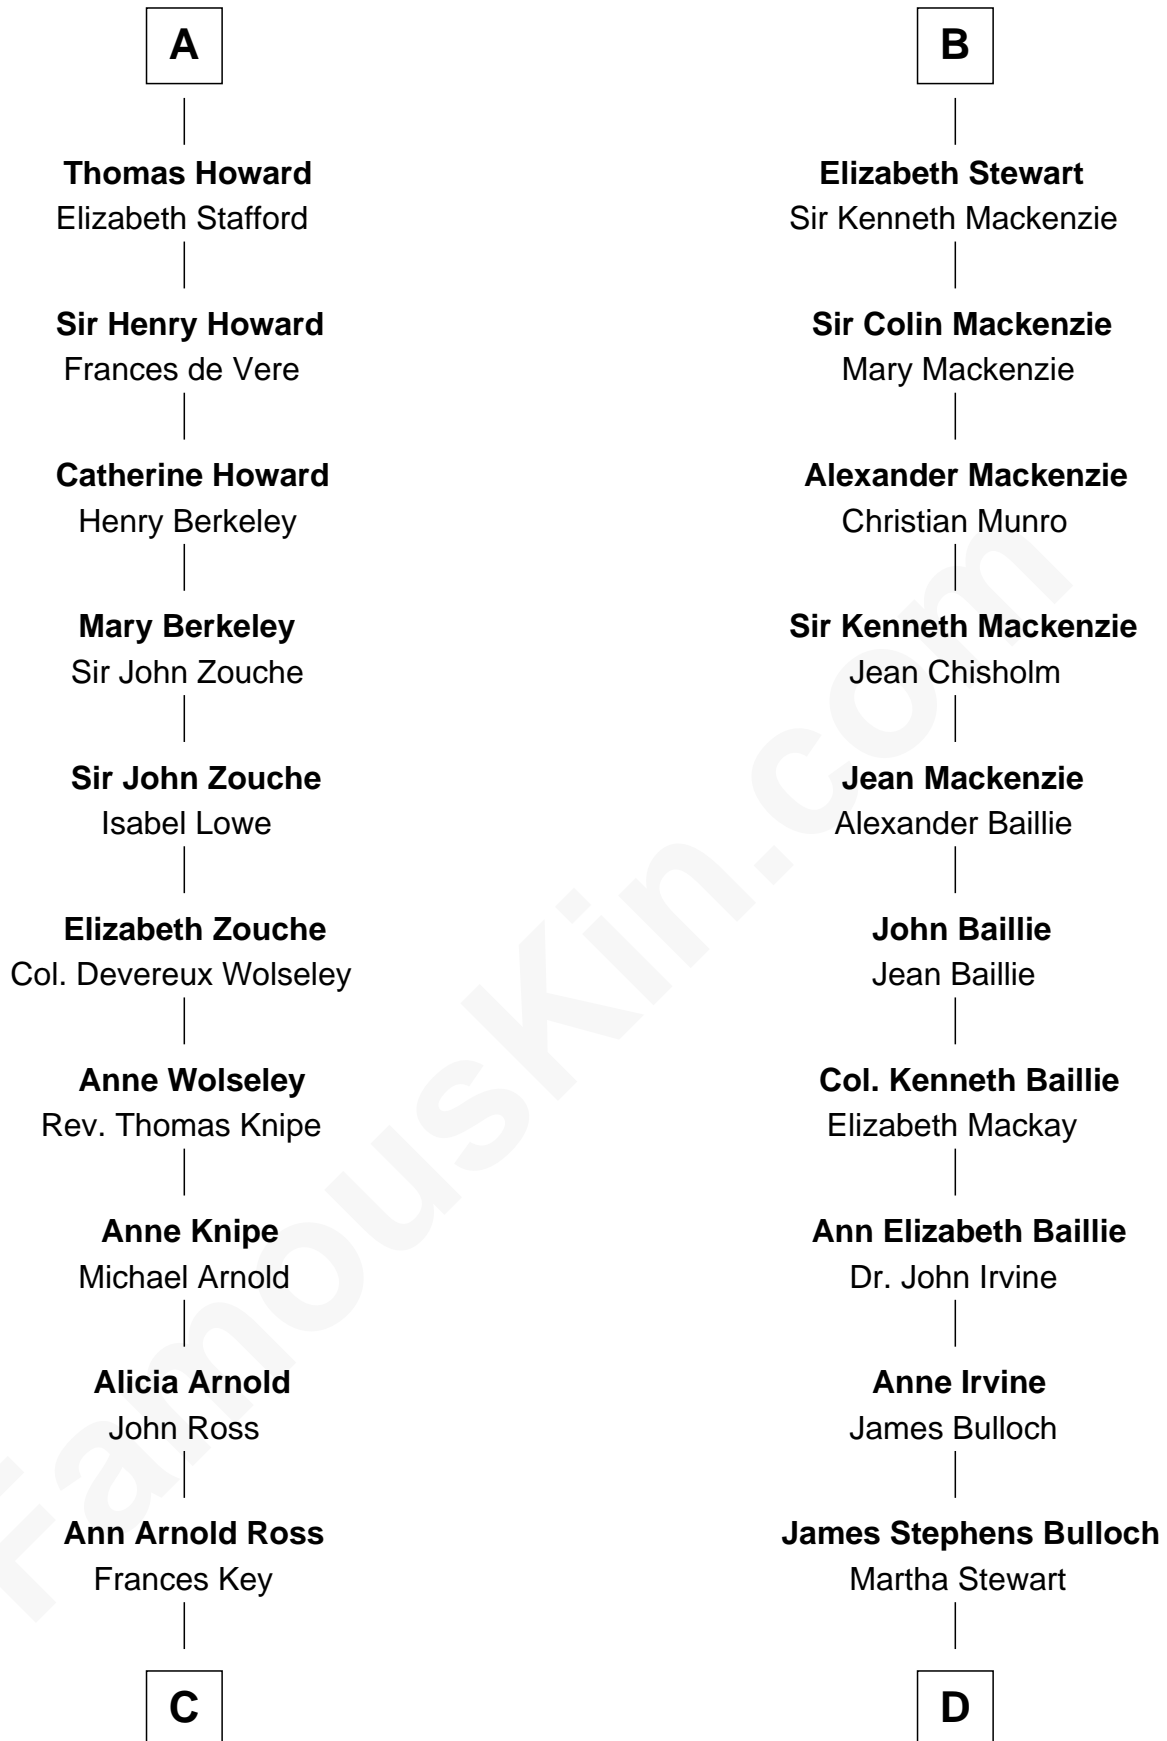 A
Thomas Howard
Elizabeth Stafford
Sir Henry Howard
Frances de Vere
Catherine Howard
Henry Berkeley
Mary Berkeley
Sir John Zouche
Sir John Zouche
Isabel Lowe
Elizabeth Zouche
Col. Devereux Wolseley
Anne Wolseley
Rev. Thomas Knipe
Anne Knipe
Michael Arnold
Alicia Arnold
John Ross
Ann Arnold Ross
Frances Key
C
B
Elizabeth Stewart
Sir Kenneth Mackenzie
Sir Colin Mackenzie
Mary Mackenzie
Alexander Mackenzie
Christian Munro
Sir Kenneth Mackenzie
Jean Chisholm
Jean Mackenzie
Alexander Baillie
John Baillie
Jean Baillie
Col. Kenneth Baillie
Elizabeth Mackay
Ann Elizabeth Baillie
Dr. John Irvine
Anne Irvine
James Bulloch
James Stephens Bulloch
Martha Stewart
D
FamousKin.com